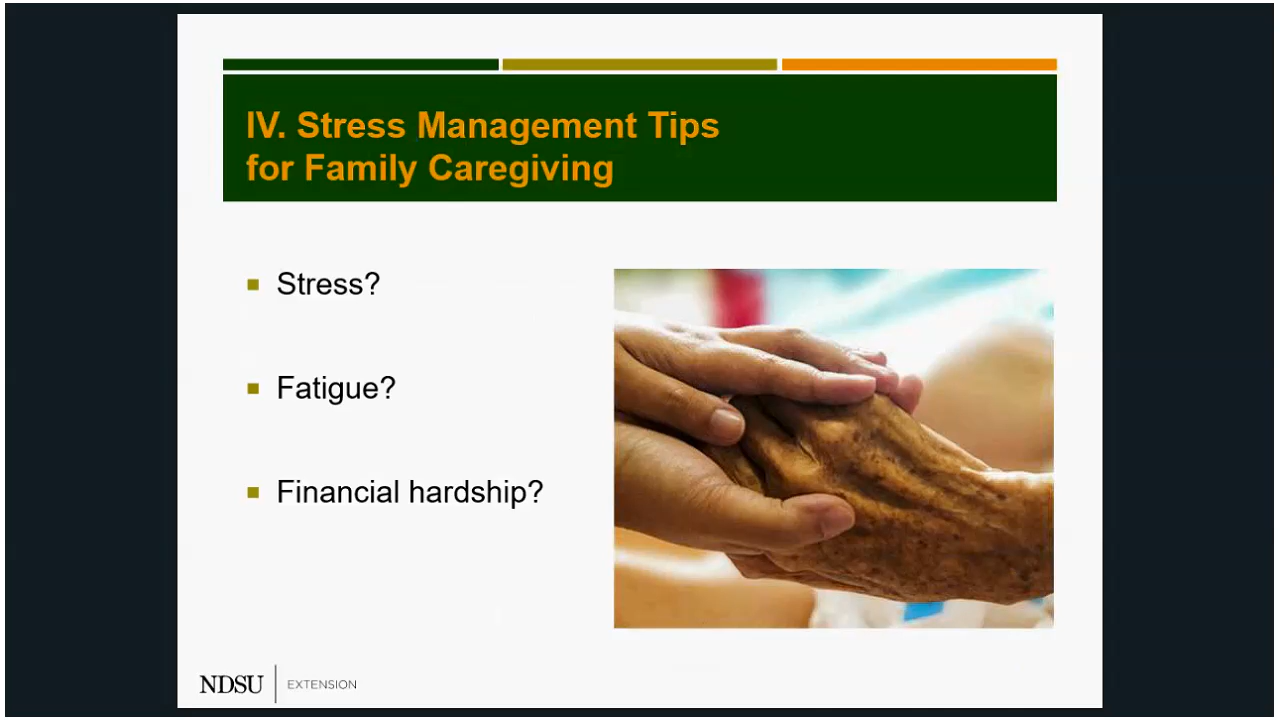 IV. Stress Management Tips
for Family Caregiving
Stress?
Fatigue?
Financial hardship?
NDSU
EXTENSION